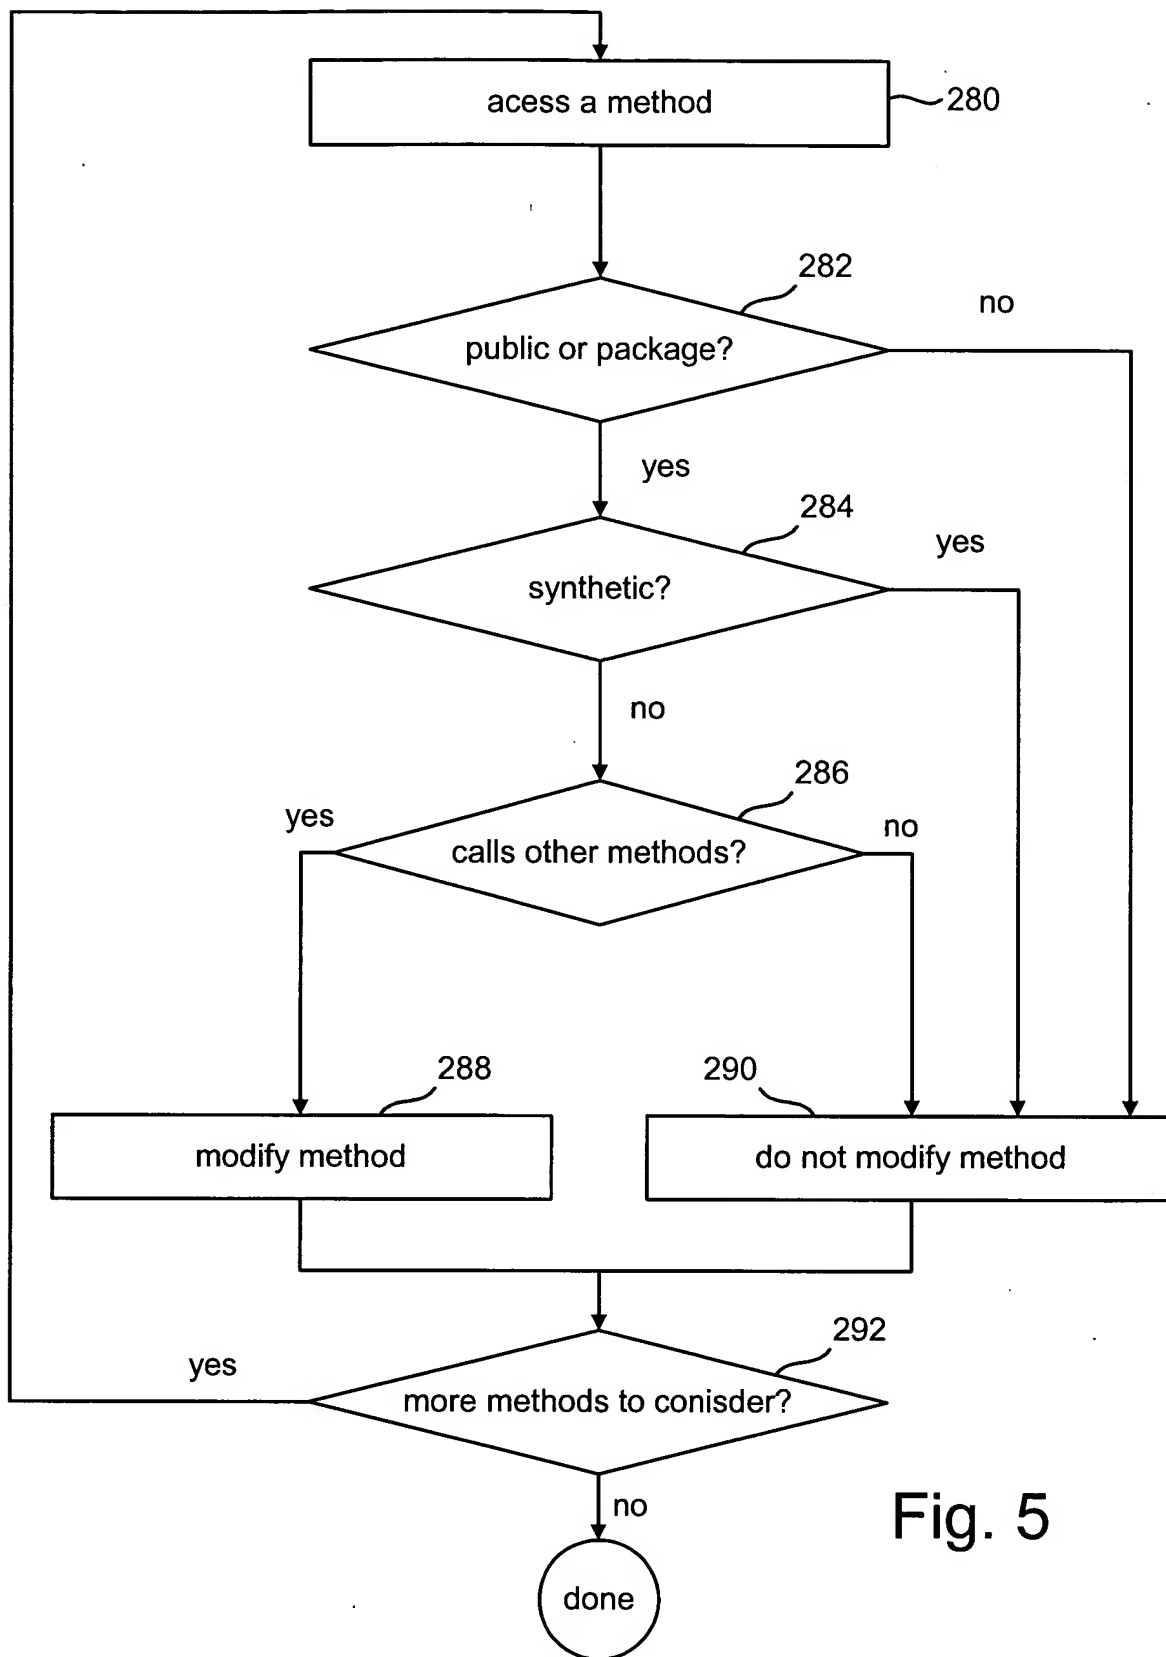 acess a method
280
282
no
public or package?
yes
284
yes
synthetic?
no
286
yes
no
calls other methods?
288
290
modify method
do not modify method
292
yes
more methods to conisder?
no
Fig. 5
done